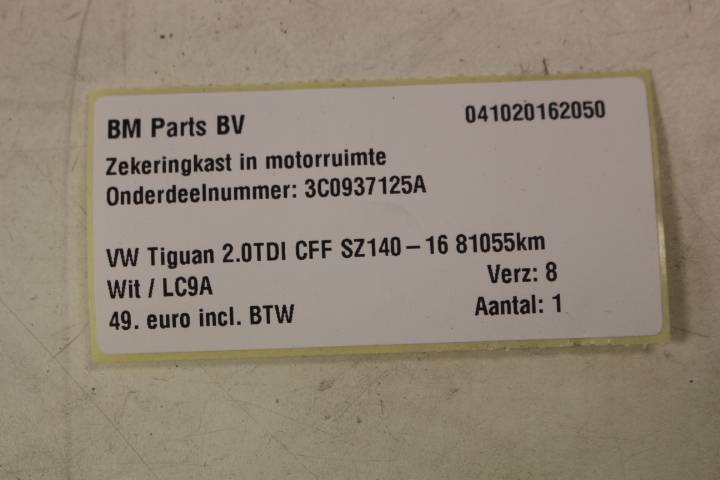 BM Parts BV 041020162050
Zekeringkast in motorruimte
Onderdeelnummer: 3C0937125A
VW Tiguan 2.0TDI CFF SZ140-16 81055km
Wit / LC9A Verz: 8
49. euro incl. BTW Aantal: 1